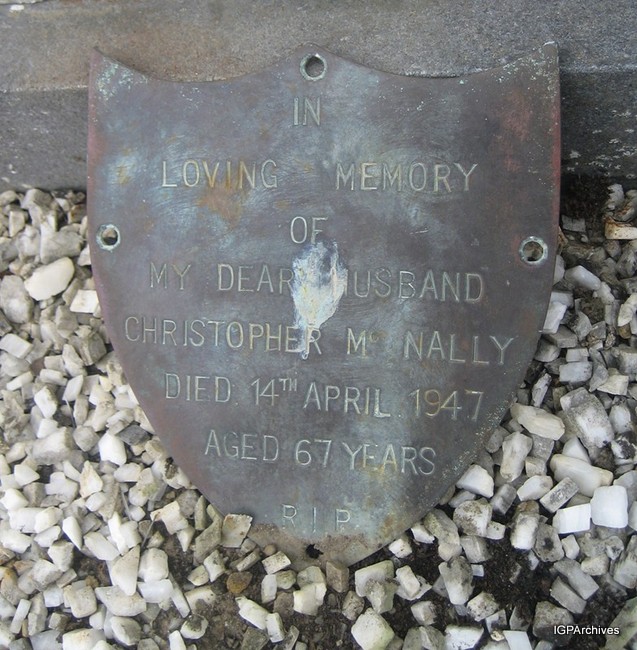 IN
LOVING MEMORY
OF
MY DEAR HUSBAND
CHRISTOPHER Mc NALLY
DIED 14TH APRIL 1947
AGED 67 YEARS
R I P
IGPArchives